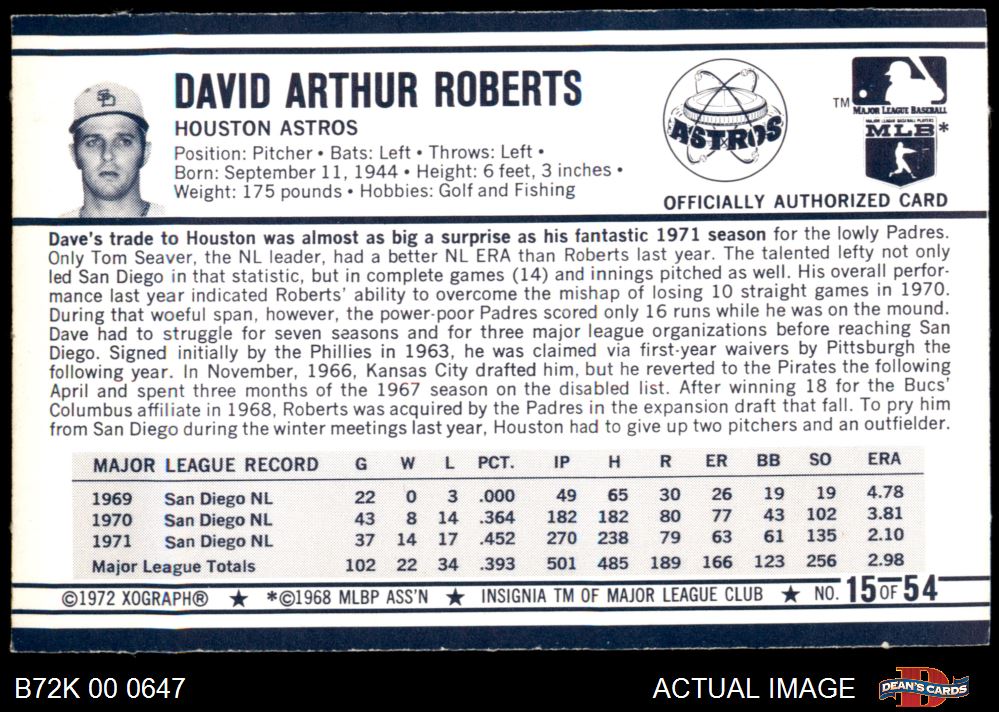 SD
DAVID ARTHUR ROBERTS
HOUSTON ASTROS
Position: Pitcher • Bats: Left • Throws: Left •
Born: September 11, 1944 • Height: 6 feet, 3 inches •
Weight: 175 pounds • Hobbies: Golf and Fishing
ASTROS
TM
MAJOR LEAGUE BASEBALL
MAJOR LEAGUE BASEBALL PLAYERS
MLB*
OFFICIALLY AUTHORIZED CARD
Dave's trade to Houston was almost as big a surprise as his fantastic 1971 season for the lowly Padres.
Only Tom Seaver, the NL leader, had a better NL ERA than Roberts last year. The talented lefty not only
led San Diego in that statistic, but in complete games (14) and innings pitched as well. His overall perfor-
mance last year indicated Roberts' ability to overcome the mishap of losing 10 straight games in 1970.
During that woeful span, however, the power-poor Padres scored only 16 runs while he was on the mound.
Dave had to struggle for seven seasons and for three major league organizations before reaching San
Diego. Signed initially by the Phillies in 1963, he was claimed via first-year waivers by Pittsburgh the
following year. In November, 1966, Kansas City drafted him, but he reverted to the Pirates the following
April and spent three months of the 1967 season on the disabled list. After winning 18 for the Bucs'
Columbus affiliate in 1968, Roberts was acquired by the Padres in the expansion draft that fall. To pry him
from San Diego during the winter meetings last year, Houston had to give up two pitchers and an outfielder.
MAJOR LEAGUE RECORD G W L PCT. IP H R ER BB SO ERA
1969 San Diego NL 22 0 3 .000 49 65 30 26 19 19 4.78
1970 San Diego NL 43 8 14 .364 182 182 80 77 43 102 3.81
1971 San Diego NL 37 14 17 .452 270 238 79 63 61 135 2.10
Major League Totals 102 22 34 .393 501 485 189 166 123 256 2.98
©1972 XOGRAPH® ★ *©1968 MLBP ASS'N ★ INSIGNIA TM OF MAJOR LEAGUE CLUB ★ NO. 15 OF 54
B72K 00 0647 ACTUAL IMAGE D DEAN'S CARDS